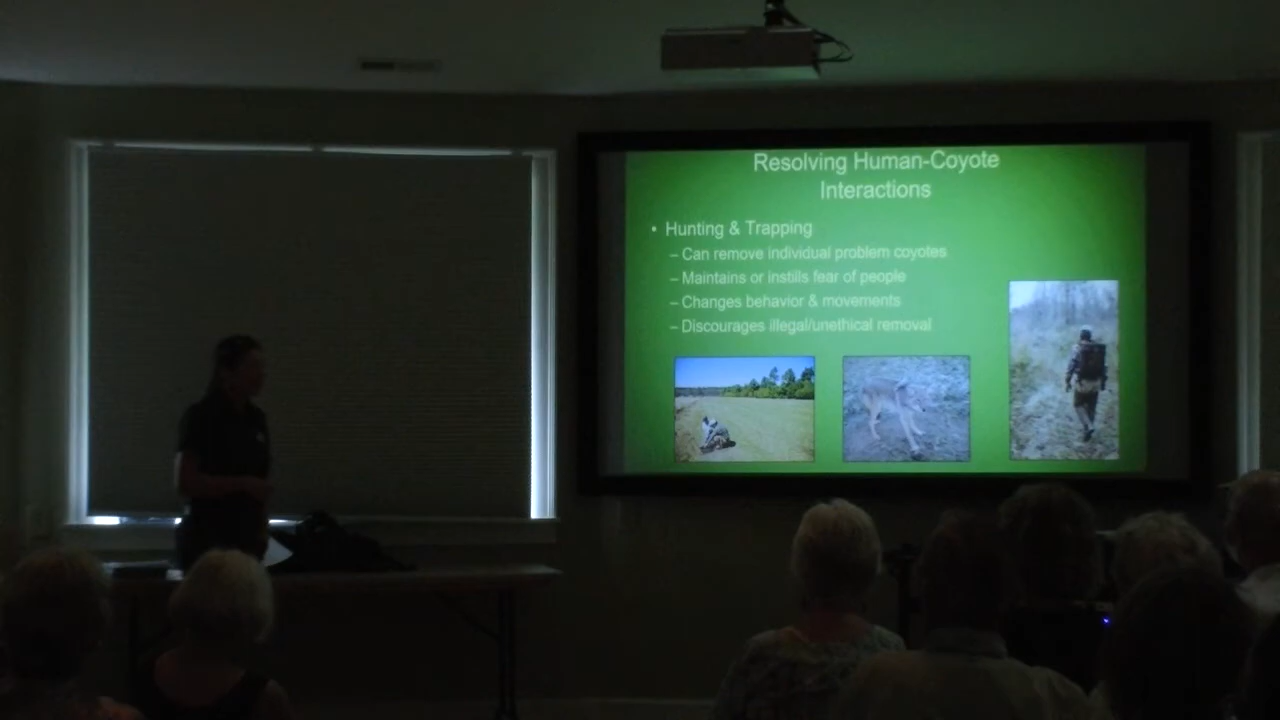 Resolving Human-Coyote
Interactions
• Hunting & Trapping
– Can remove individual problem coyotes
– Maintains or instills fear of people
– Changes behavior & movements
– Discourages illegal/unethical removal